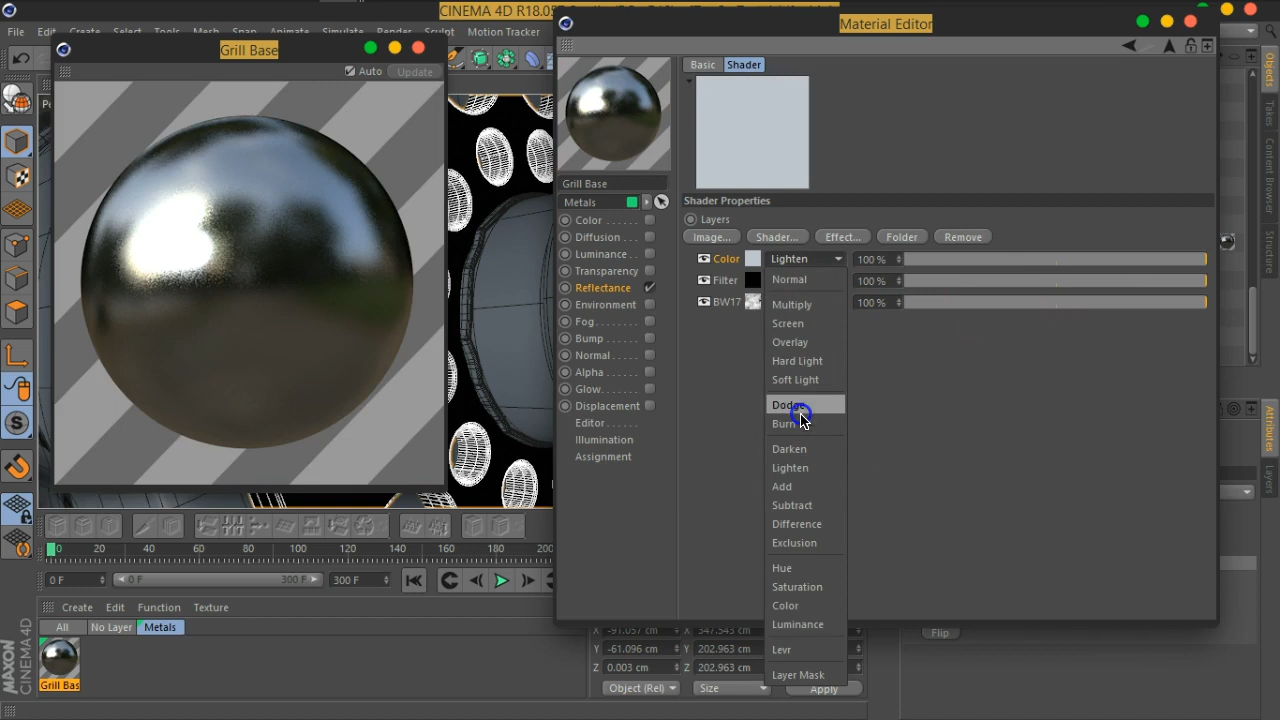 CINEMA 4D R18.05
File
Edit
Create
Select
Tools
Mesh
Snap
Animate
Simulate
Render
Sculpt
Motion Tracker
Grill Base
Auto
Update
Material Editor
Basic
Shader
Grill Base
Metals
Color
Diffusion
Luminance
Transparency
Reflectance
Environment
Fog
Bump
Normal
Alpha
Glow
Displacement
Editor
Illumination
Assignment
Shader Properties
Layers
Image...
Shader...
Effect...
Folder
Remove
Color
Lighten
100 %
Filter
100 %
BW17
100 %
Normal
Multiply
Screen
Overlay
Hard Light
Soft Light
Dodge
Burn
Darken
Lighten
Add
Subtract
Difference
Exclusion
Hue
Saturation
Color
Luminance
Levr
Layer Mask
Objects
Takes
Content Browser
Structure
Attributes
Layers
Flip
0 20 40 60 80 100 120 140 160 180 200
0 F
0 F
300 F
300 F
Create
Edit
Function
Texture
All
No Layer
Metals
Grill Bas
X -91.057 cm
Y 347.543 cm
Y -61.096 cm
Y 202.963 cm
Z 0.003 cm
Z 202.963 cm
Object (Rel)
Size
Apply
MAXON
CINEMA 4D